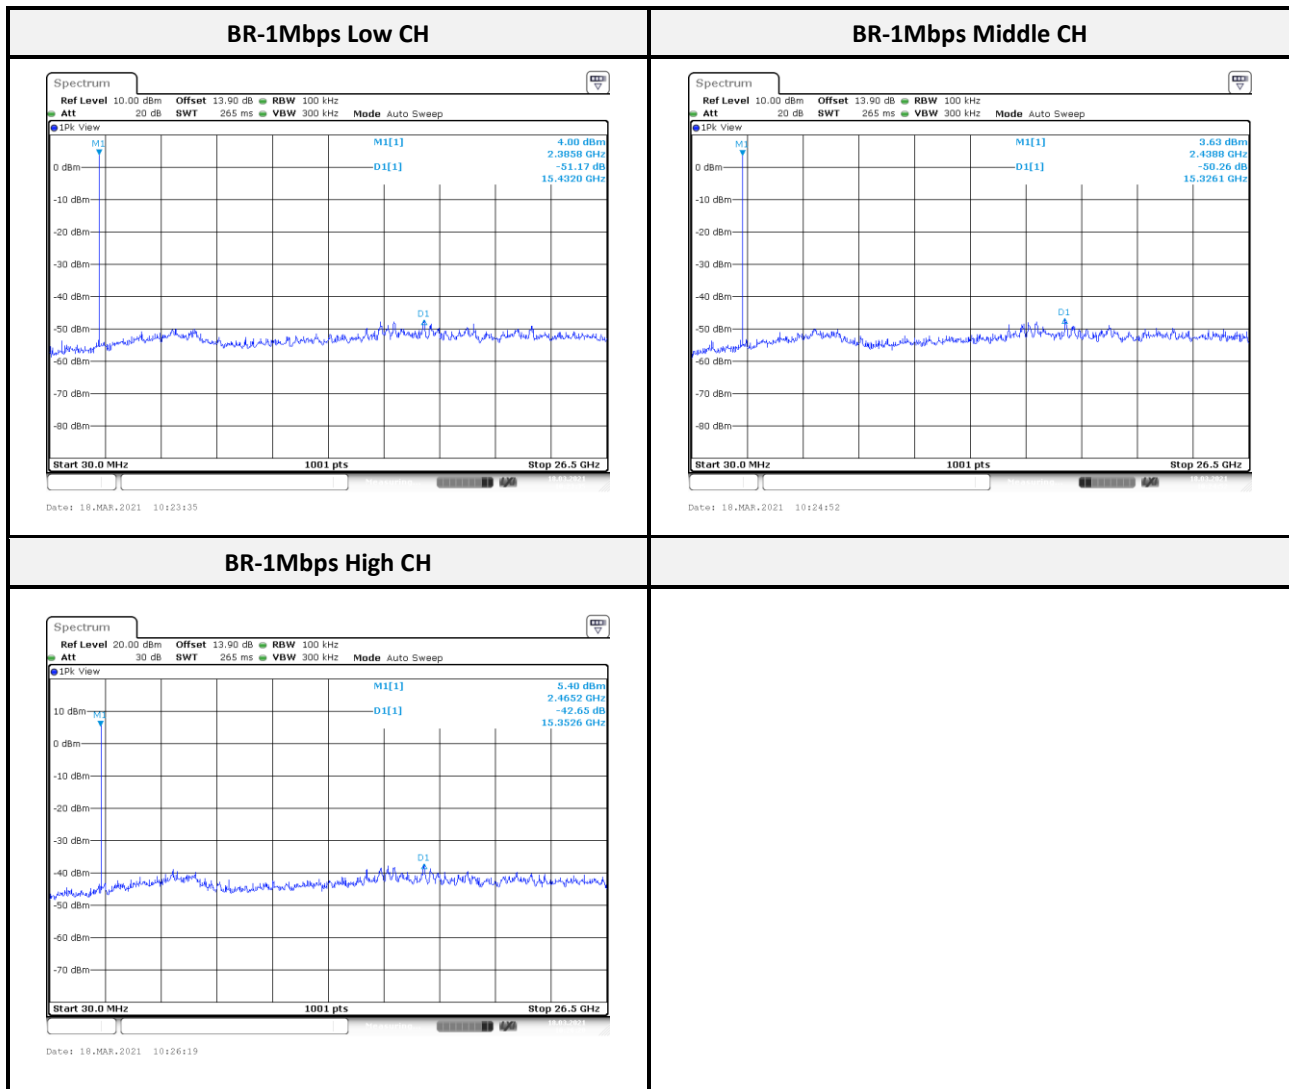 BR-1Mbps Low CH
BR-1Mbps Middle CH
Spectrum
Ref Level 10.00 dBm Offset 13.90 dB RBW 100 kHz
Att 20 dB SWT 265 ms VBW 300 kHz Mode Auto Sweep
1Pk View
M1
M1[1] 4.00 dBm
2.3858 GHz
0 dBm
D1[1] -51.17 dB
15.4320 GHz
-10 dBm
-20 dBm
-30 dBm
-40 dBm
D1
-50 dBm
-60 dBm
-70 dBm
-80 dBm
Start 30.0 MHz 1001 pts Stop 26.5 GHz
Date: 18.MAR.2021 10:23:35
Spectrum
Ref Level 10.00 dBm Offset 13.90 dB RBW 100 kHz
Att 20 dB SWT 265 ms VBW 300 kHz Mode Auto Sweep
1Pk View
M1
M1[1] 3.63 dBm
2.4388 GHz
0 dBm
D1[1] -50.26 dB
15.3261 GHz
-10 dBm
-20 dBm
-30 dBm
-40 dBm
D1
-50 dBm
-60 dBm
-70 dBm
-80 dBm
Start 30.0 MHz 1001 pts Stop 26.5 GHz
Date: 18.MAR.2021 10:24:52
BR-1Mbps High CH
Spectrum
Ref Level 20.00 dBm Offset 13.90 dB RBW 100 kHz
Att 30 dB SWT 265 ms VBW 300 kHz Mode Auto Sweep
1Pk View
M1[1] 5.40 dBm
2.4652 GHz
10 dBm
M1
D1[1] -42.65 dB
15.3526 GHz
0 dBm
-10 dBm
-20 dBm
-30 dBm
D1
-40 dBm
-50 dBm
-60 dBm
-70 dBm
Start 30.0 MHz 1001 pts Stop 26.5 GHz
Date: 18.MAR.2021 10:26:19